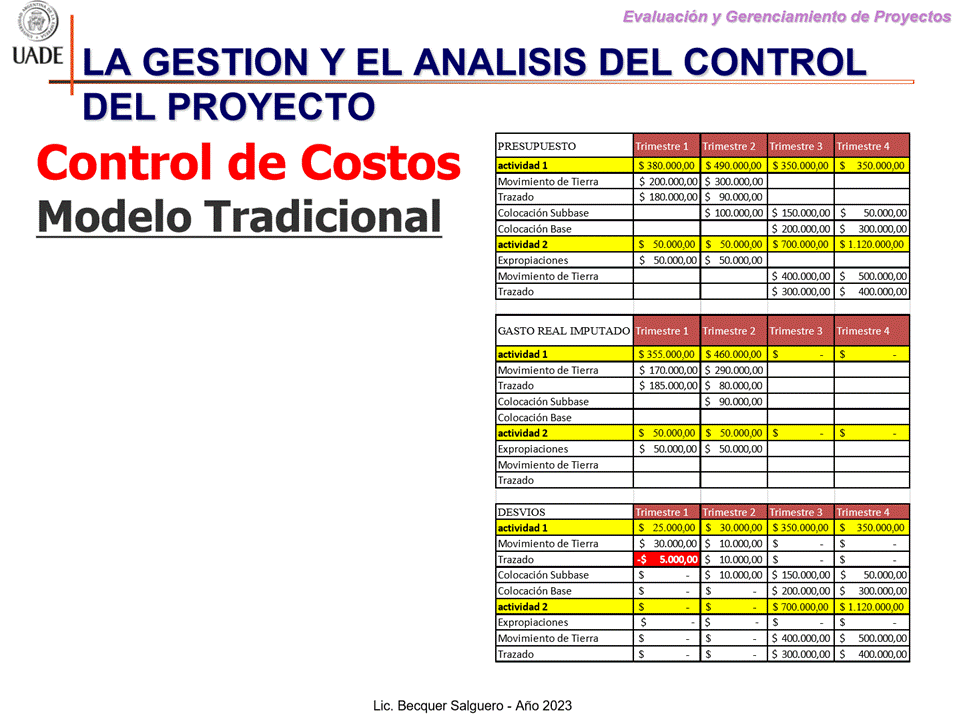 Evaluación y Gerenciamiento de Proyectos
UADE
LA GESTION Y EL ANALISIS DEL CONTROL
DEL PROYECTO
Control de Costos
Modelo Tradicional
PRESUPUESTO Trimestre 1 Trimestre 2 Trimestre 3 Trimestre 4
actividad 1 $ 380.000,00 $ 490.000,00 $ 350.000,00 $ 350.000,00
Movimiento de Tierra $ 200.000,00 $ 300.000,00
Trazado $ 180.000,00 $ 90.000,00
Colocación Subbase $ 100.000,00 $ 150.000,00 $ 50.000,00
Colocación Base $ 200.000,00 $ 300.000,00
actividad 2 $ 50.000,00 $ 50.000,00 $ 700.000,00 $ 1.120.000,00
Expropiaciones $ 50.000,00 $ 50.000,00
Movimiento de Tierra $ 400.000,00 $ 500.000,00
Trazado $ 300.000,00 $ 400.000,00
GASTO REAL IMPUTADO Trimestre 1 Trimestre 2 Trimestre 3 Trimestre 4
actividad 1 $ 355.000,00 $ 460.000,00 $ - $ -
Movimiento de Tierra $ 170.000,00 $ 290.000,00
Trazado $ 185.000,00 $ 80.000,00
Colocación Subbase $ 90.000,00
Colocación Base
actividad 2 $ 50.000,00 $ 50.000,00 $ - $ -
Expropiaciones $ 50.000,00 $ 50.000,00
Movimiento de Tierra
Trazado
DESVIOS Trimestre 1 Trimestre 2 Trimestre 3 Trimestre 4
actividad 1 $ 25.000,00 $ 30.000,00 $ 350.000,00 $ 350.000,00
Movimiento de Tierra $ 30.000,00 $ 10.000,00 $ - $ -
Trazado -$ 5.000,00 $ 10.000,00 $ - $ -
Colocación Subbase $ - $ 10.000,00 $ 150.000,00 $ 50.000,00
Colocación Base $ - $ - $ 200.000,00 $ 300.000,00
actividad 2 $ - $ - $ 700.000,00 $ 1.120.000,00
Expropiaciones $ - $ - $ - $ -
Movimiento de Tierra $ - $ - $ 400.000,00 $ 500.000,00
Trazado $ - $ - $ 300.000,00 $ 400.000,00
Lic. Becquer Salguero - Año 2023